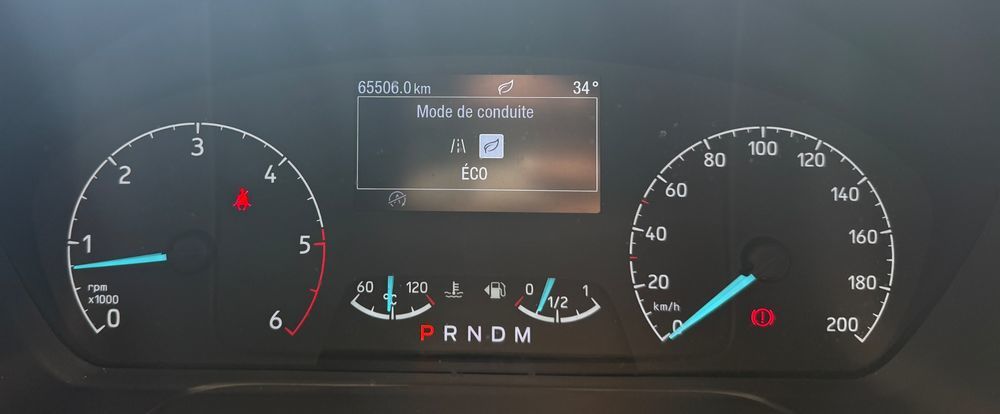 65506.0 km 34°
Mode de conduite
ÉCO
0 1 2 3 4 5 6
rpm
x1000
60 120
°C
0 1/2 1
P R N D M
0 20 40 60 80 100 120 140 160 180 200
km/h